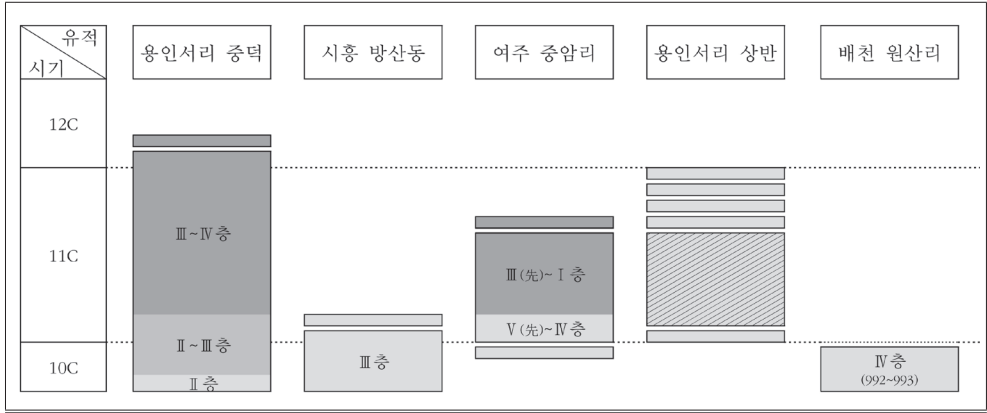 유적
시기
용인서리 중덕
시흥 방산동
여주 중암리
용인서리 상반
배천 원산리
12C
11C
10C
Ⅲ~Ⅳ층
Ⅱ~Ⅲ층
Ⅱ층
Ⅲ층
Ⅲ(先)~Ⅰ층
Ⅴ(先)~Ⅳ층
Ⅳ층
(992~993)